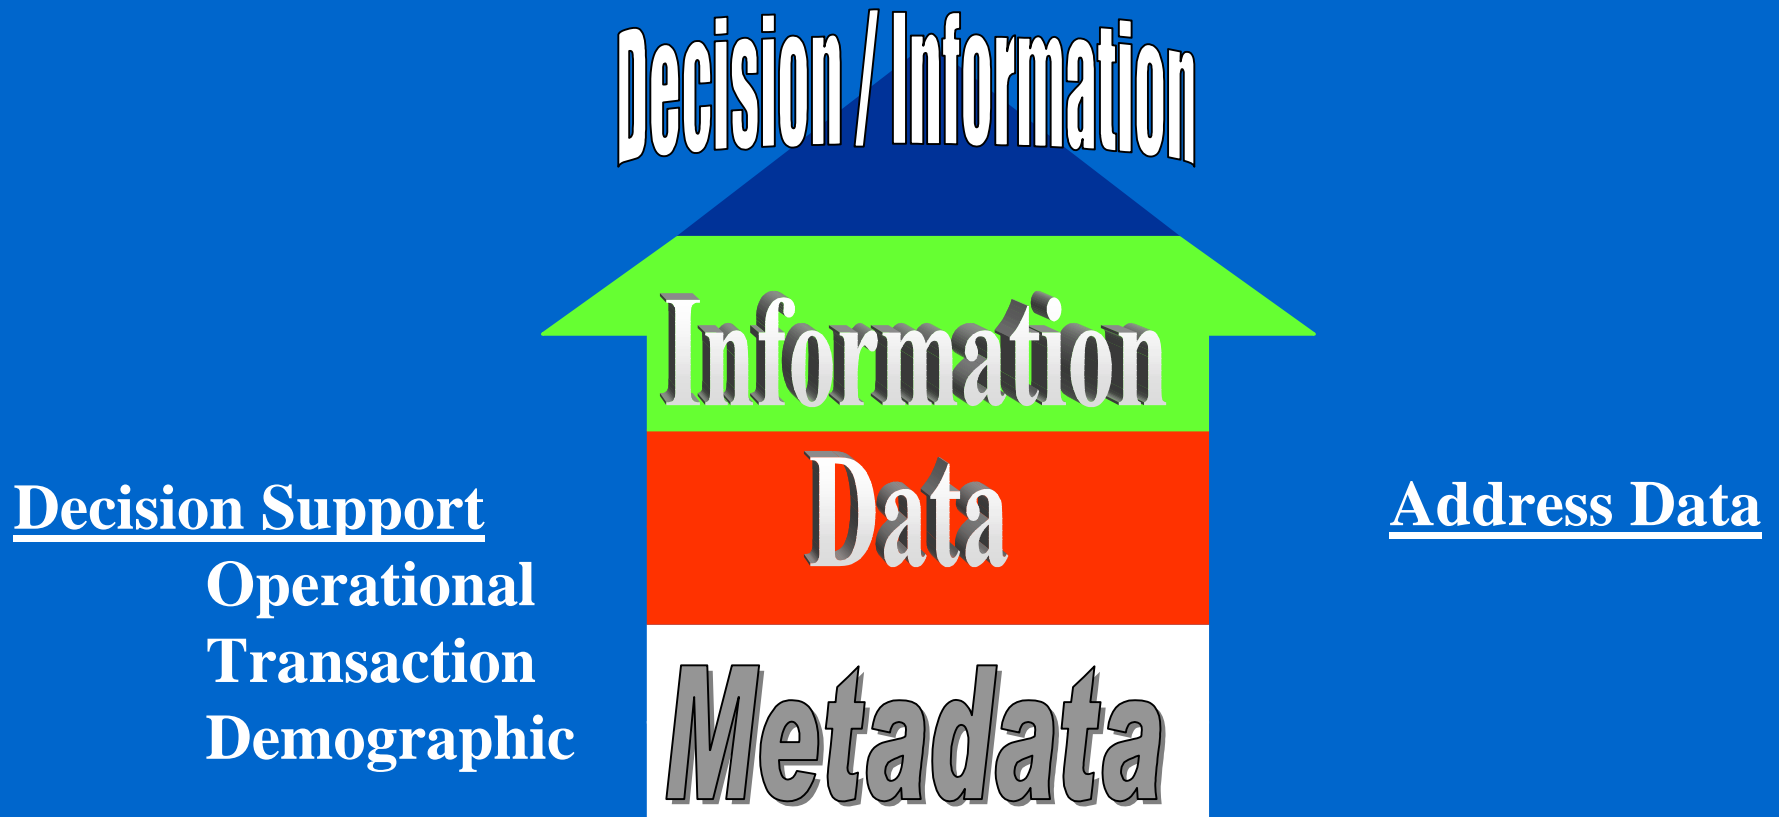 Decision / Information
Information
Data
Decision Support
Operational
Transaction
Demographic
Address Data
Metadata